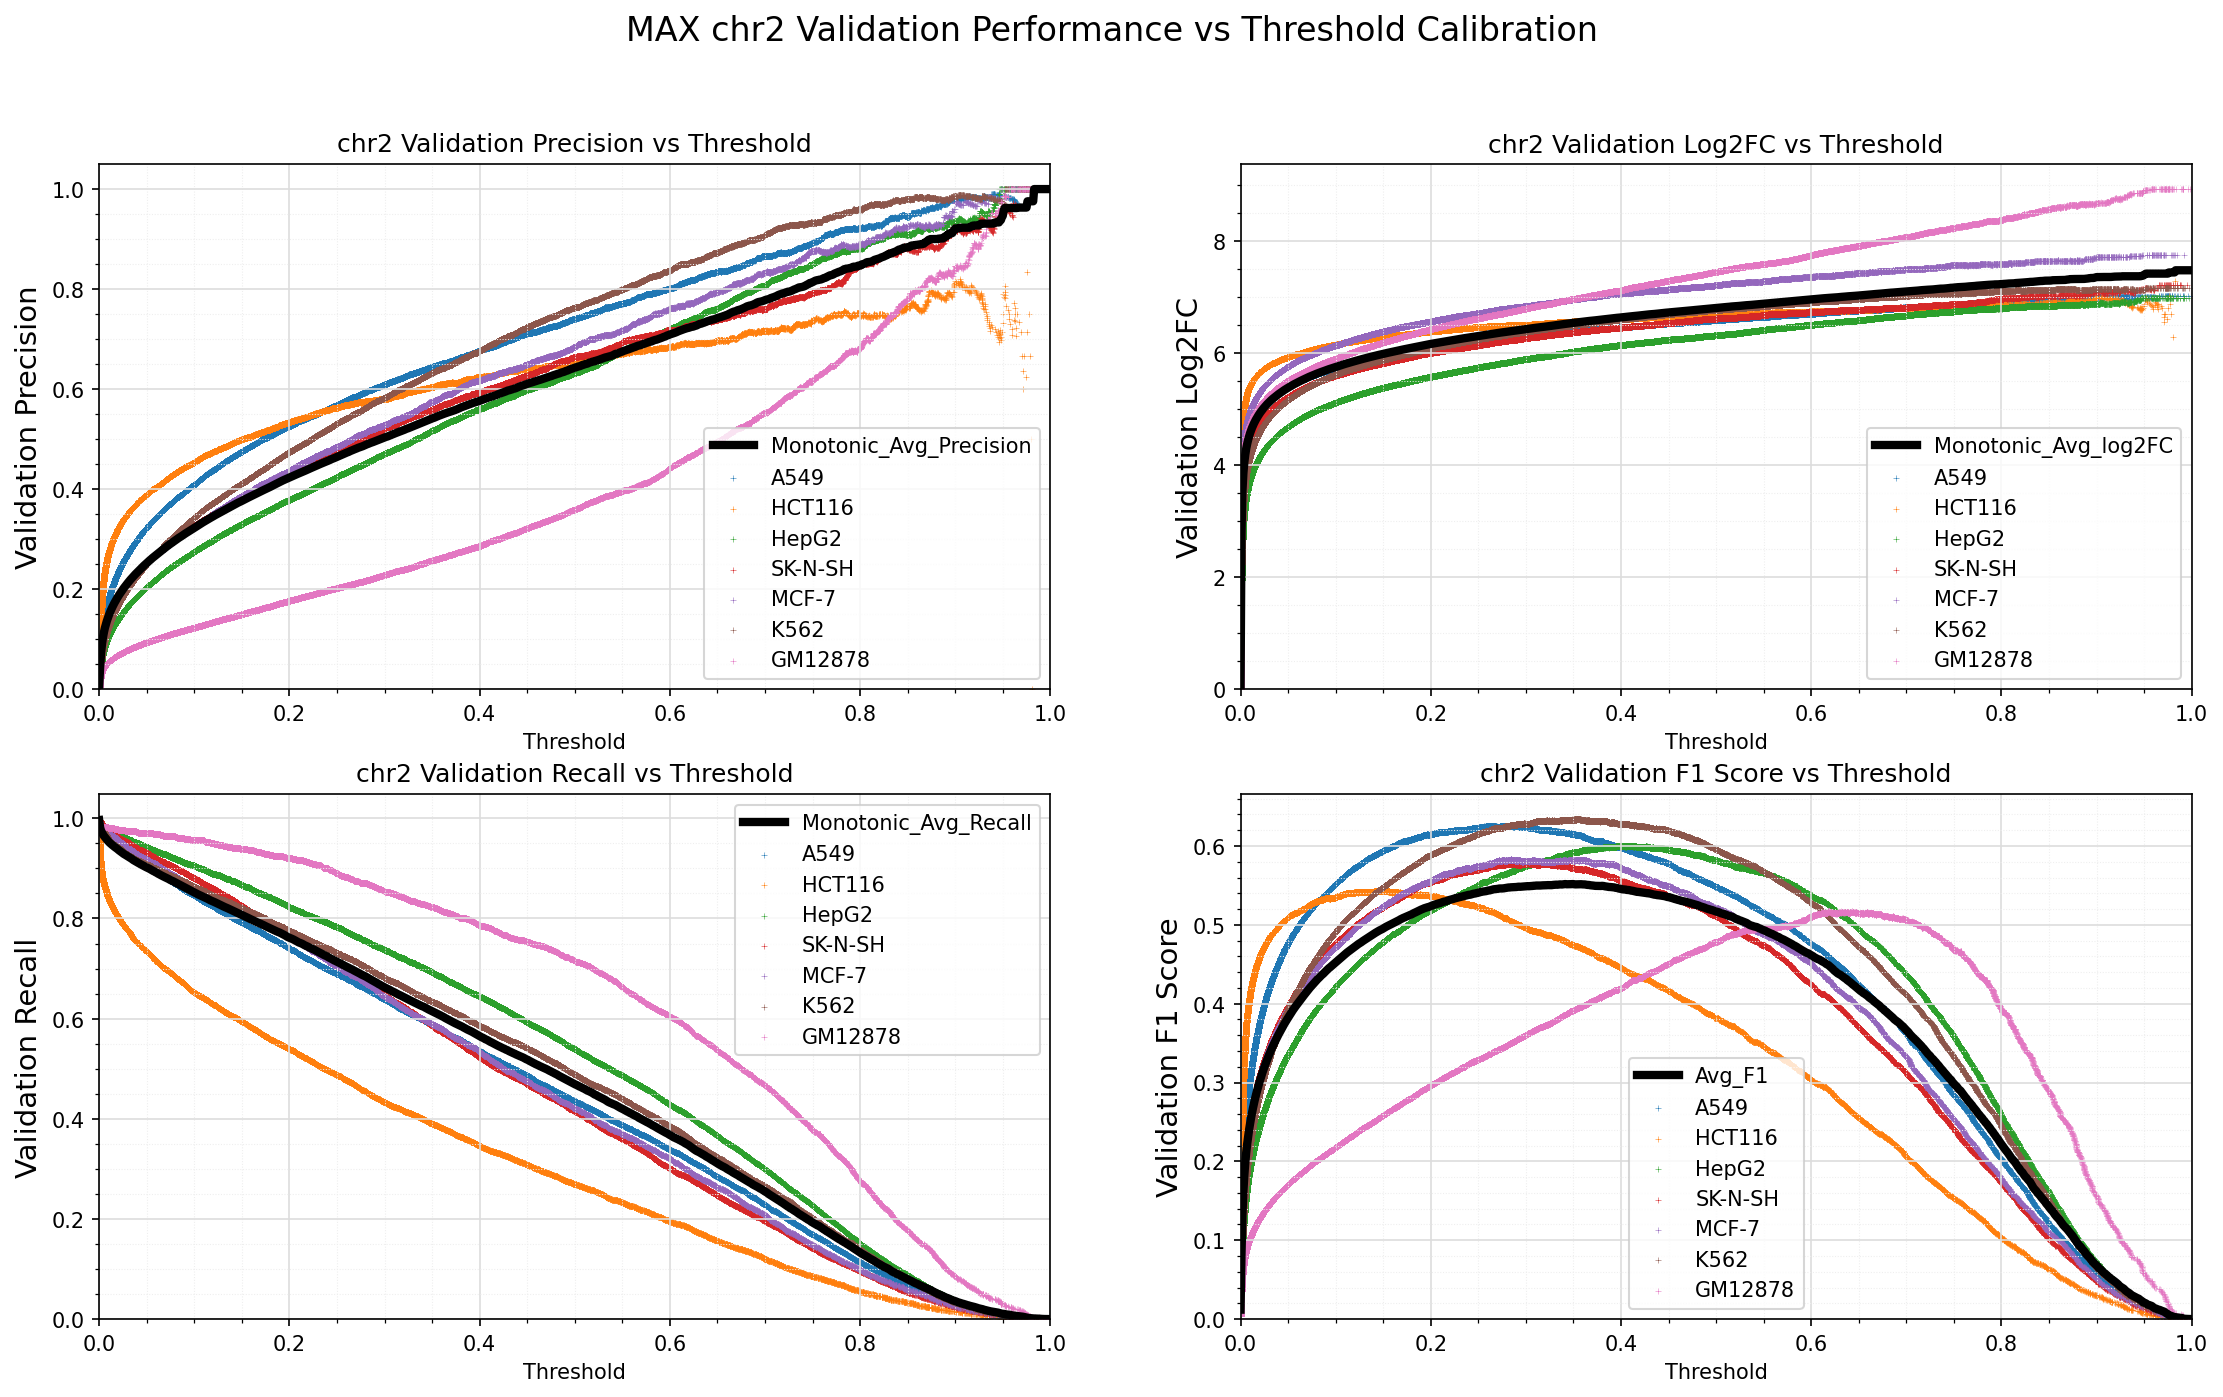 MAX chr2 Validation Performance vs Threshold Calibration
chr2 Validation Precision vs Threshold
Validation Precision
1.0
0.8
0.6
0.4
0.2
0.0
Monotonic_Avg_Precision
A549
HCT116
HepG2
SK-N-SH
MCF-7
K562
GM12878
0.0 0.2 0.4 0.6 0.8 1.0
Threshold
chr2 Validation Log2FC vs Threshold
Validation Log2FC
8
6
4
2
0
Monotonic_Avg_log2FC
A549
HCT116
HepG2
SK-N-SH
MCF-7
K562
GM12878
0.0 0.2 0.4 0.6 0.8 1.0
Threshold
chr2 Validation Recall vs Threshold
Validation Recall
1.0
0.8
0.6
0.4
0.2
0.0
Monotonic_Avg_Recall
A549
HCT116
HepG2
SK-N-SH
MCF-7
K562
GM12878
0.0 0.2 0.4 0.6 0.8 1.0
Threshold
chr2 Validation F1 Score vs Threshold
Validation F1 Score
0.6
0.5
0.4
0.3
0.2
0.1
0.0
Avg_F1
A549
HCT116
HepG2
SK-N-SH
MCF-7
K562
GM12878
0.0 0.2 0.4 0.6 0.8 1.0
Threshold